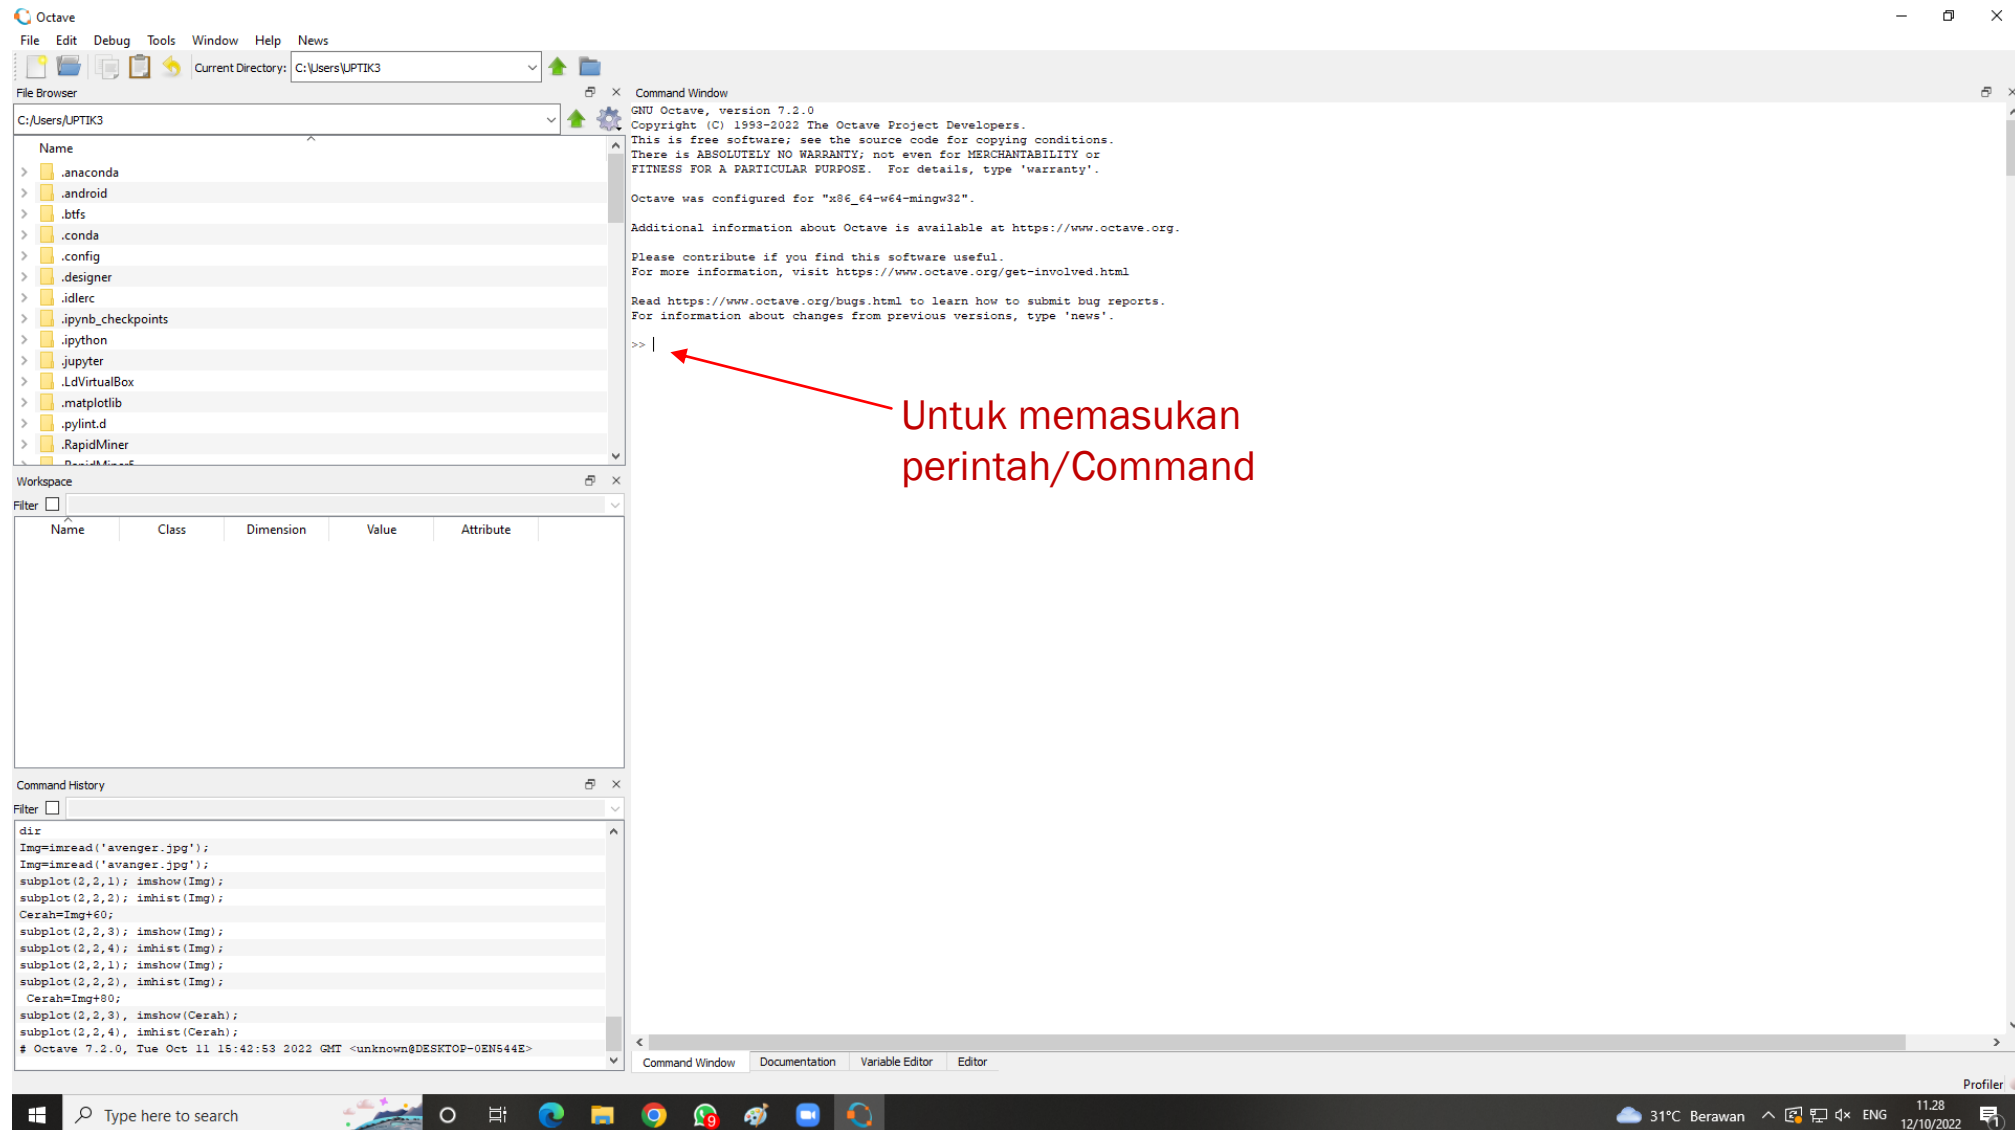 Octave
File Edit Debug Tools Window Help News
Current Directory: C:\Users\UPTIK3
File Browser
C:/Users/UPTIK3
Name
.anaconda
.android
.btfs
.conda
.config
.designer
.idlerc
.ipynb_checkpoints
.ipython
.jupyter
.LdVirtualBox
.matplotlib
.pylint.d
.RapidMiner
Workspace
Filter
Name Class Dimension Value Attribute
Command History
Filter
dir
Img=imread('avenger.jpg');
Img=imread('avanger.jpg');
subplot(2,2,1); imshow(Img);
subplot(2,2,2); imhist(Img);
Cerah=Img+60;
subplot(2,2,3); imshow(Img);
subplot(2,2,4); imhist(Img);
subplot(2,2,1); imshow(Img);
subplot(2,2,2), imhist(Img);
Cerah=Img+80;
subplot(2,2,3), imshow(Cerah);
subplot(2,2,4), imhist(Cerah);
# Octave 7.2.0, Tue Oct 11 15:42:53 2022 GMT <unknown@DESKTOP-0EN544E>
Command Window
GNU Octave, version 7.2.0
Copyright (C) 1993-2022 The Octave Project Developers.
This is free software; see the source code for copying conditions.
There is ABSOLUTELY NO WARRANTY; not even for MERCHANTABILITY or
FITNESS FOR A PARTICULAR PURPOSE. For details, type 'warranty'.
Octave was configured for "x86_64-w64-mingw32".
Additional information about Octave is available at https://www.octave.org.
Please contribute if you find this software useful.
For more information, visit https://www.octave.org/get-involved.html
Read https://www.octave.org/bugs.html to learn how to submit bug reports.
For information about changes from previous versions, type 'news'.
>>
Untuk memasukan
perintah/Command
Command Window Documentation Variable Editor Editor
Profiler
Type here to search
9
31°C Berawan
ENG
11.28
12/10/2022
1